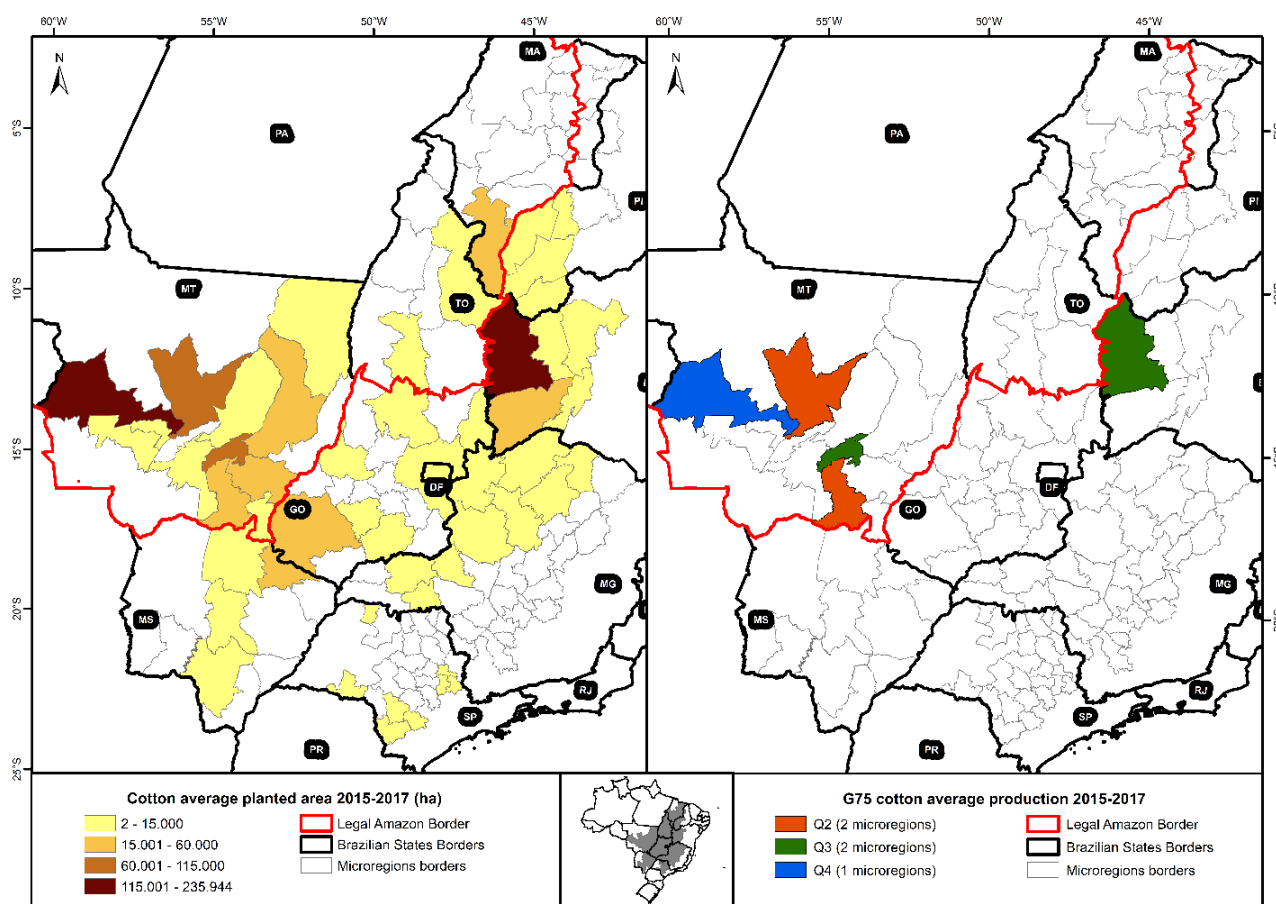 60°W 55°W 50°W 45°W 60°W 55°W 50°W 45°W
N
MA
PA
PI
MT
TO
DF
GO
MG
MS
RJ
SP
PR
5°S
10°S
15°S
20°S
25°S
N
MA
PA
PI
MT
TO
DF
GO
MG
MS
RJ
SP
PR
Cotton average planted area 2015-2017 (ha)
2 - 15.000
15.001 - 60.000
60.001 - 115.000
115.001 - 235.944
Legal Amazon Border
Brazilian States Borders
Microregions borders
G75 cotton average production 2015-2017
Q2 (2 microregions)
Q3 (2 microregions)
Q4 (1 microregions)
Legal Amazon Border
Brazilian States Borders
Microregions borders